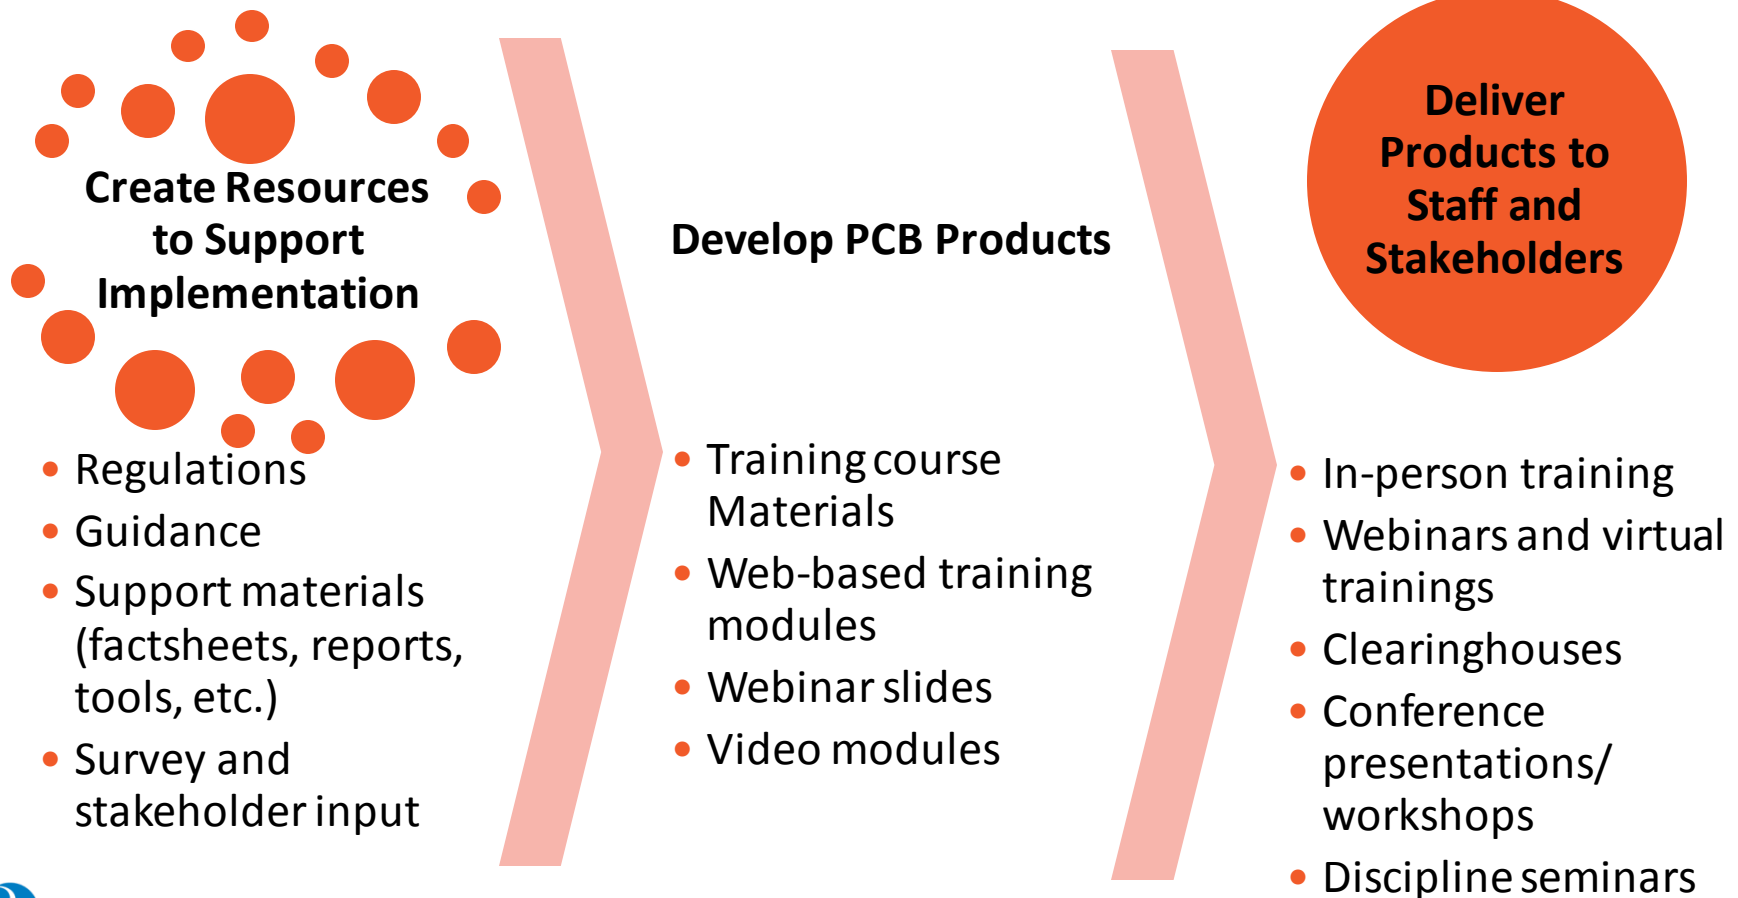 Create Resources
to Support
Implementation
• Regulations
• Guidance
• Support materials
(factsheets, reports,
tools, etc.)
• Survey and
stakeholder input
Develop PCB Products
• Training course
Materials
• Web-based training
modules
• Webinar slides
• Video modules
Deliver
Products to
Staff and
Stakeholders
• In-person training
• Webinars and virtual
trainings
• Clearinghouses
• Conference
presentations/
workshops
• Discipline seminars